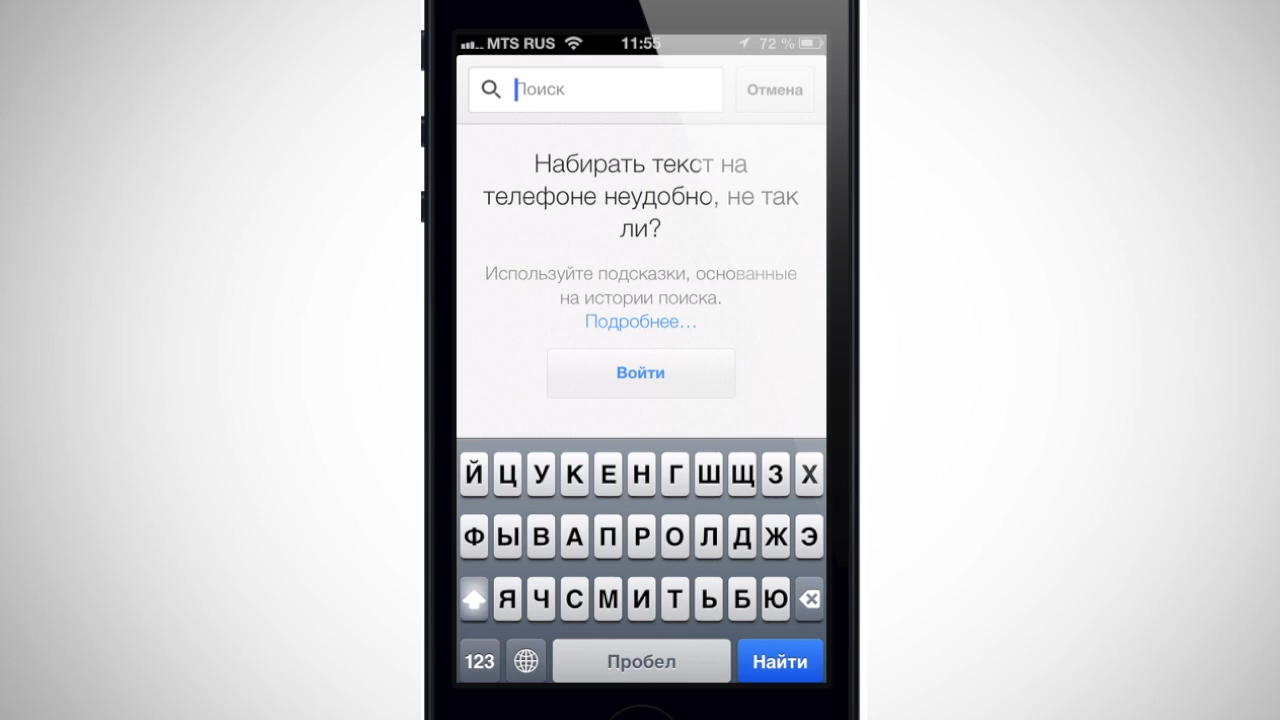 MTS RUS 11:55 72 %
Поиск Отмена
Набирать текст на
телефоне неудобно, не так
ли?
Используйте подсказки, основанные
на истории поиска.
Подробнее...
Войти
Й Ц У К Е Н Г Ш Щ З Х
Ф Ы В А П Р О Л Д Ж Э
Я Ч С М И Т Ь Б Ю
123 Пробел Найти